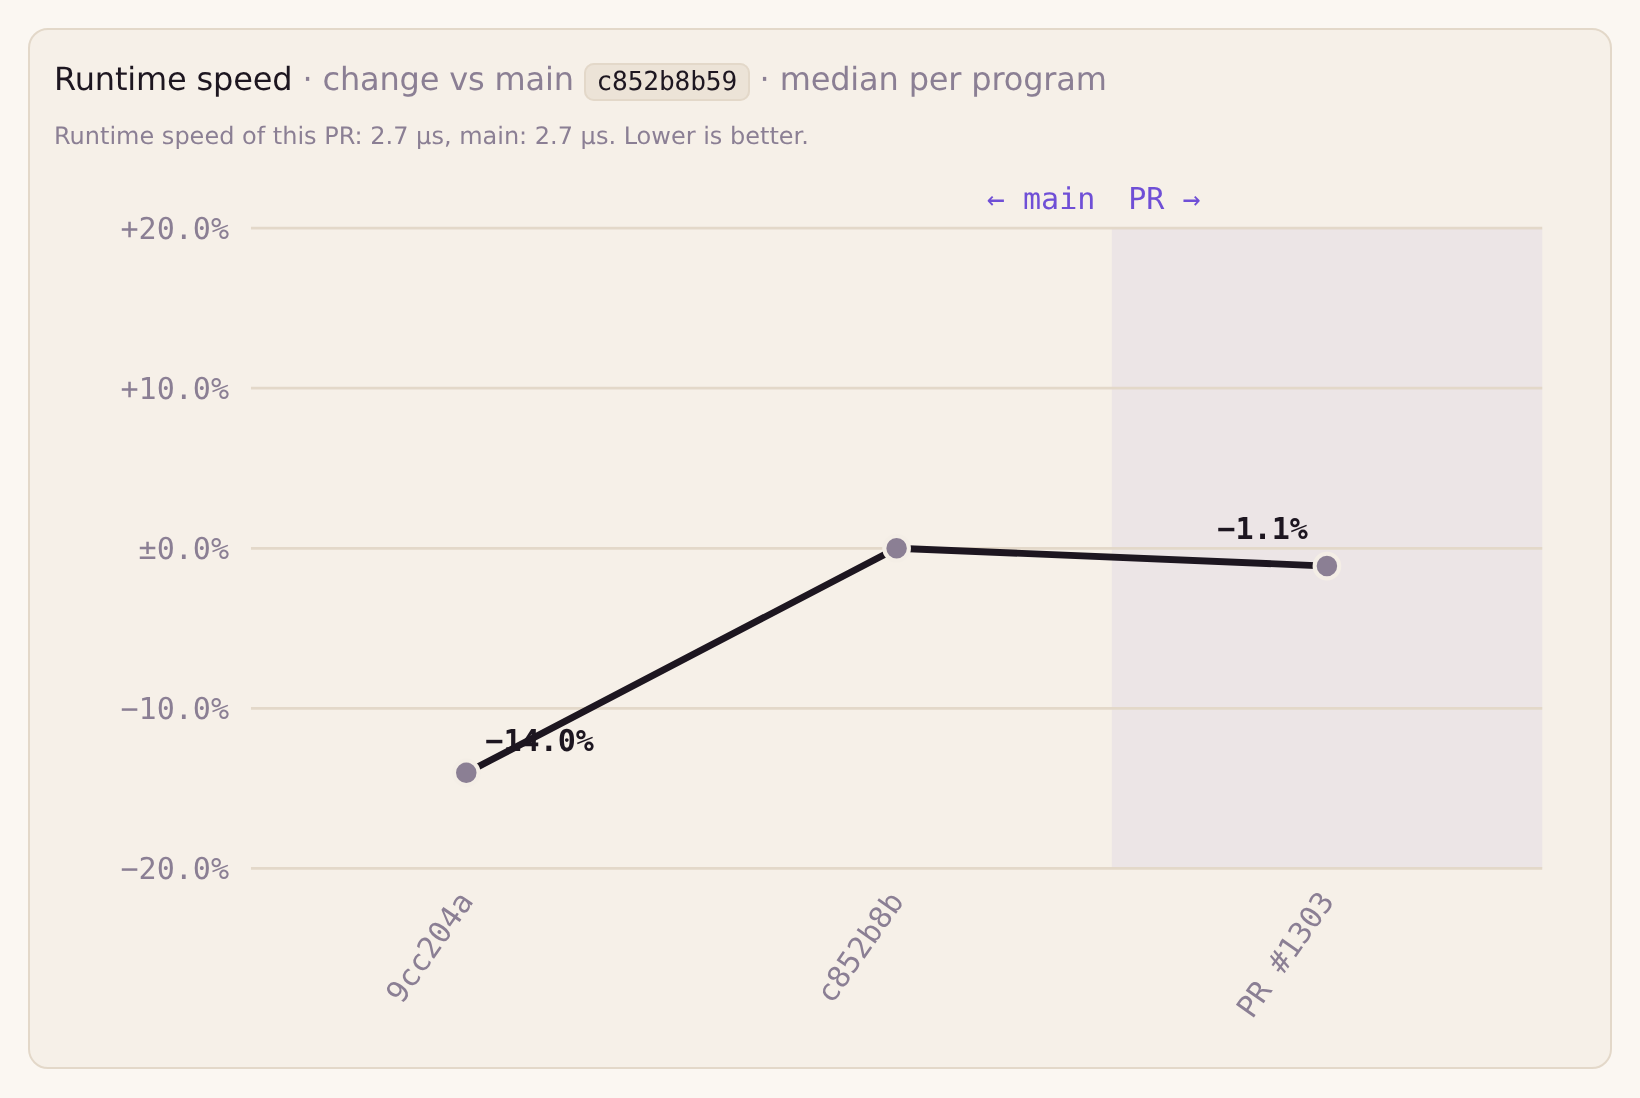 Runtime speed · change vs main c852b8b59 · median per program
Runtime speed of this PR: 2.7 µs, main: 2.7 µs. Lower is better.
← main PR →
+20.0%
+10.0%
±0.0%
−10.0%
−20.0%
−14.0%
−1.1%
9cc204a
c852b8b
PR #1303